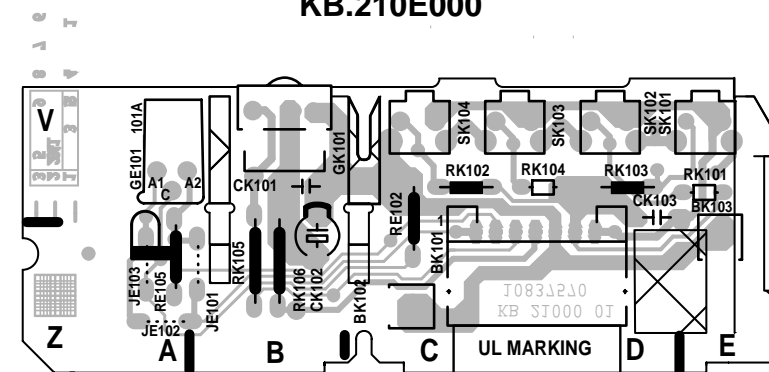 KB.210E000
V
101A
GE101
A1
A2
C
CK101
GK101
SK104
SK103
SK102
SK101
RK102
RK104
RK103
RK101
CK103
BK103
RE102
1
BK101
RK105
RK106
CK102
BK102
JE103
RE105
JE101
JE102
10837570
KB 21000 01
UL MARKING
Z
A
B
C
D
E